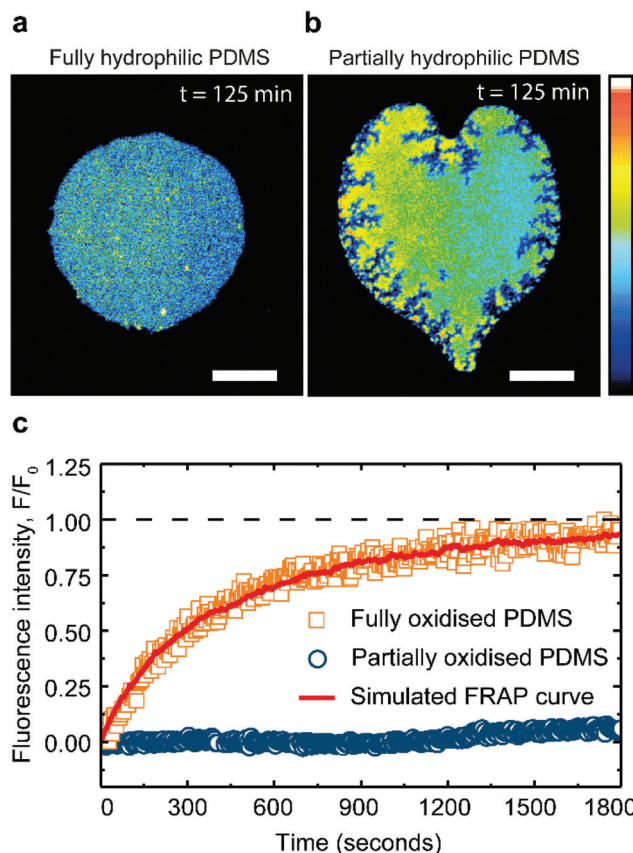 a
Fully hydrophilic PDMS
t = 125 min
b
Partially hydrophilic PDMS
t = 125 min
c
Fluorescence intensity, F/F₀
1.25
1.00
0.75
0.50
0.25
0.00
Fully oxidised PDMS
Partially oxidised PDMS
Simulated FRAP curve
0 300 600 900 1200 1500 1800
Time (seconds)